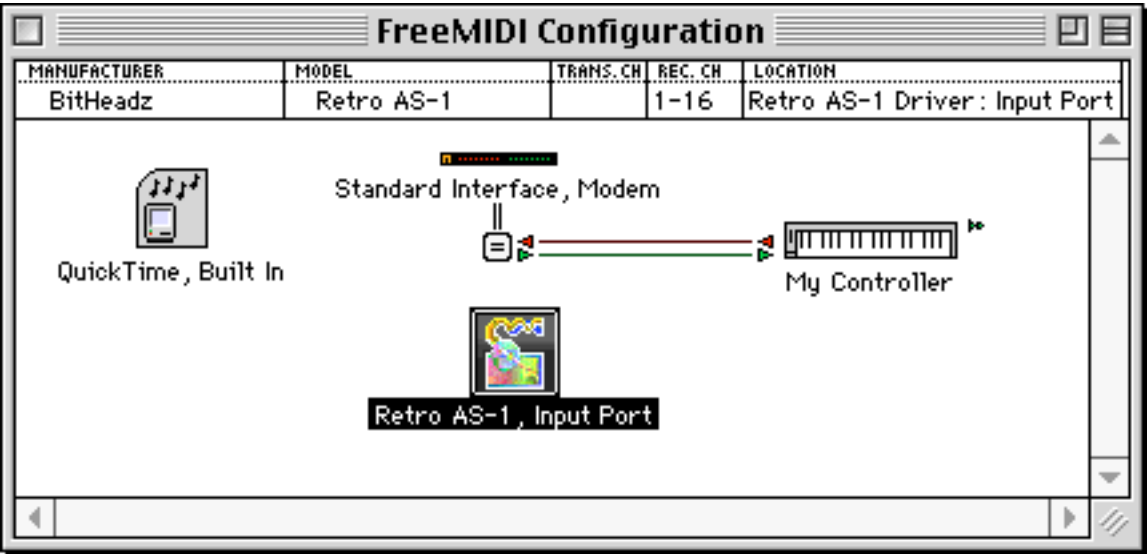 FreeMIDI Configuration
MANUFACTURER MODEL TRANS. CH REC. CH LOCATION
BitHeadz Retro AS-1 1-16 Retro AS-1 Driver: Input Port
Standard Interface, Modem
QuickTime, Built In
My Controller
Retro AS-1, Input Port